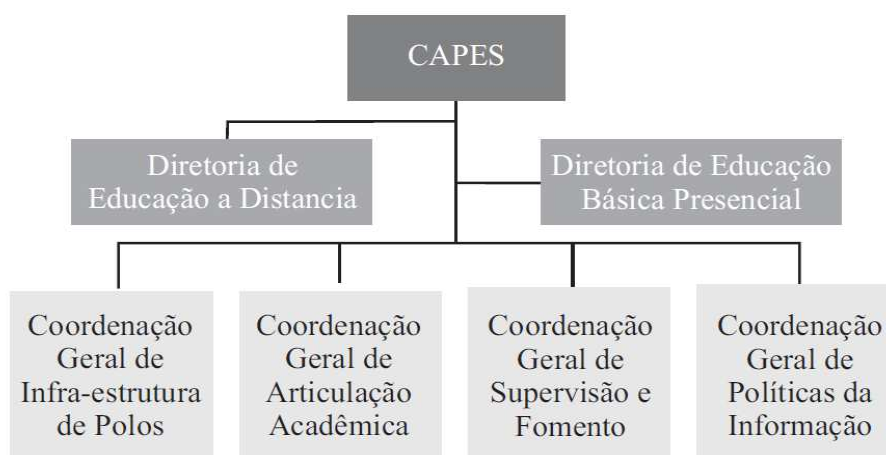 CAPES
Diretoria de
Educação a Distancia
Diretoria de Educação
Básica Presencial
Coordenação
Geral de
Infra-estrutura
de Polos
Coordenação
Geral de
Articulação
Acadêmica
Coordenação
Geral de
Supervisão e
Fomento
Coordenação
Geral de
Políticas da
Informação